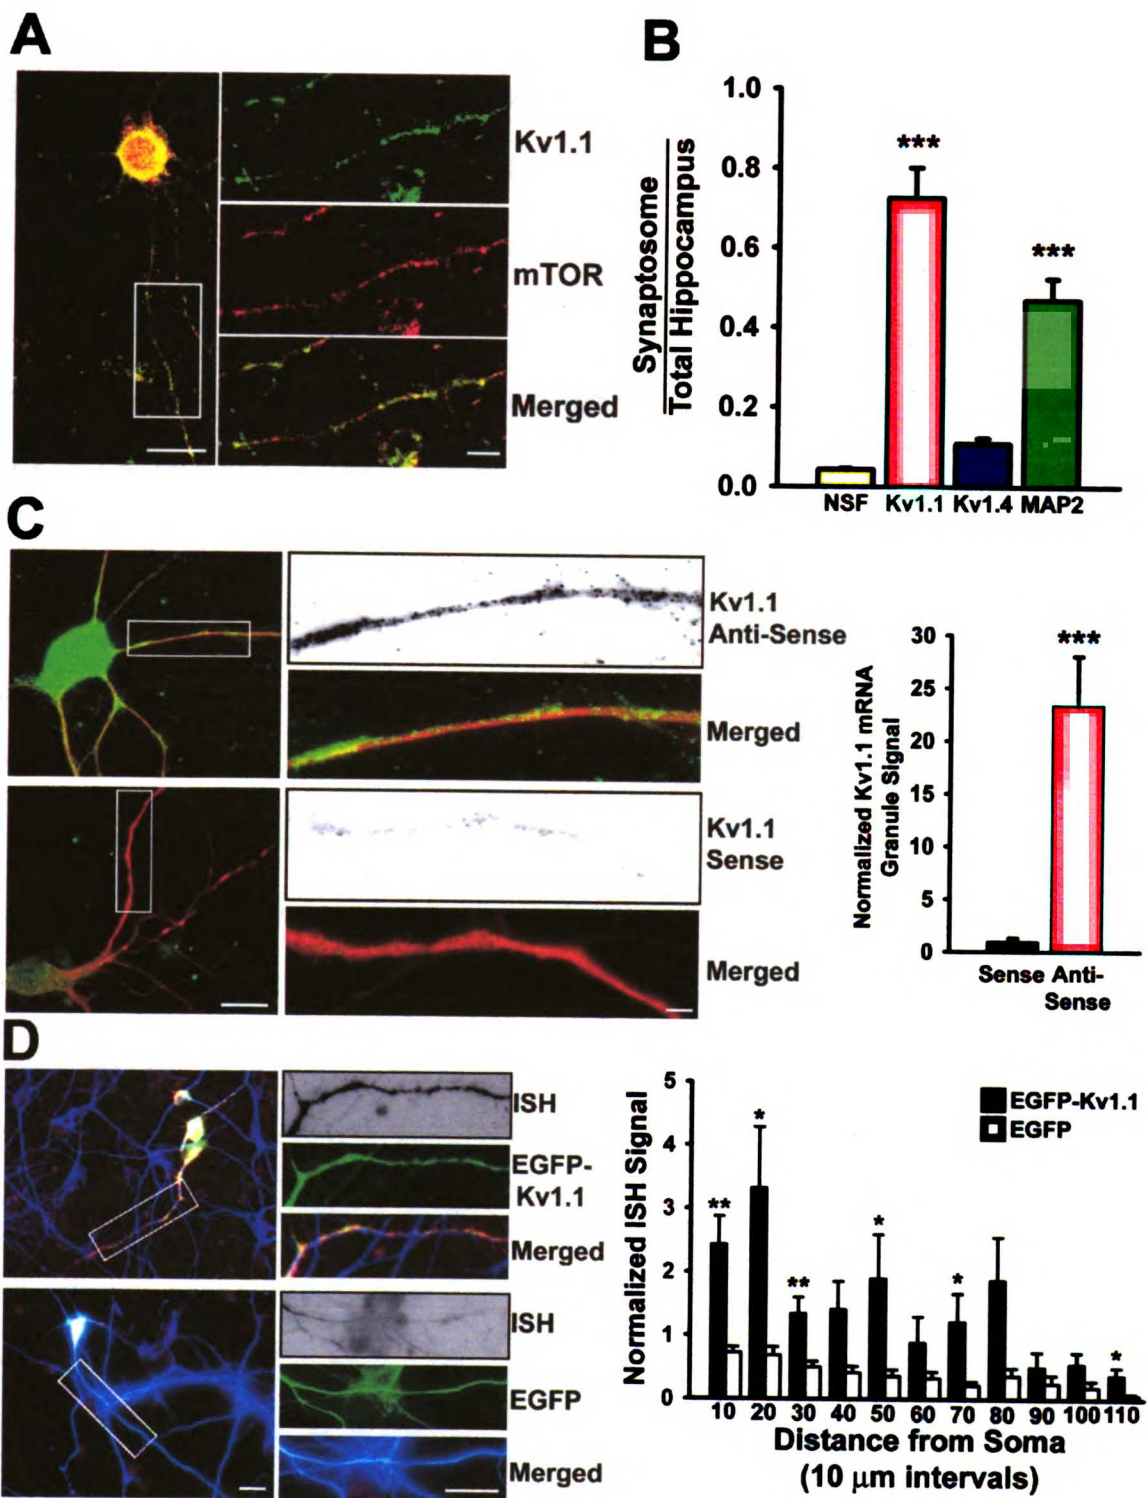 A
Kv1.1
mTOR
Merged
B
Synaptosome
Total Hippocampus
1.0
0.8
0.6
0.4
0.2
0.0
***
***
NSF Kv1.1 Kv1.4 MAP2
C
Kv1.1
Anti-Sense
Merged
Kv1.1
Sense
Merged
Normalized Kv1.1 mRNA
Granule Signal
30
25
20
15
10
5
0
***
Sense Anti-
Sense
D
ISH
EGFP-
Kv1.1
Merged
ISH
EGFP
Merged
Normalized ISH Signal
5
4
3
2
1
0
EGFP-Kv1.1
EGFP
**
*
**
*
*
*
10 20 30 40 50 60 70 80 90 100 110
Distance from Soma
(10 µm intervals)